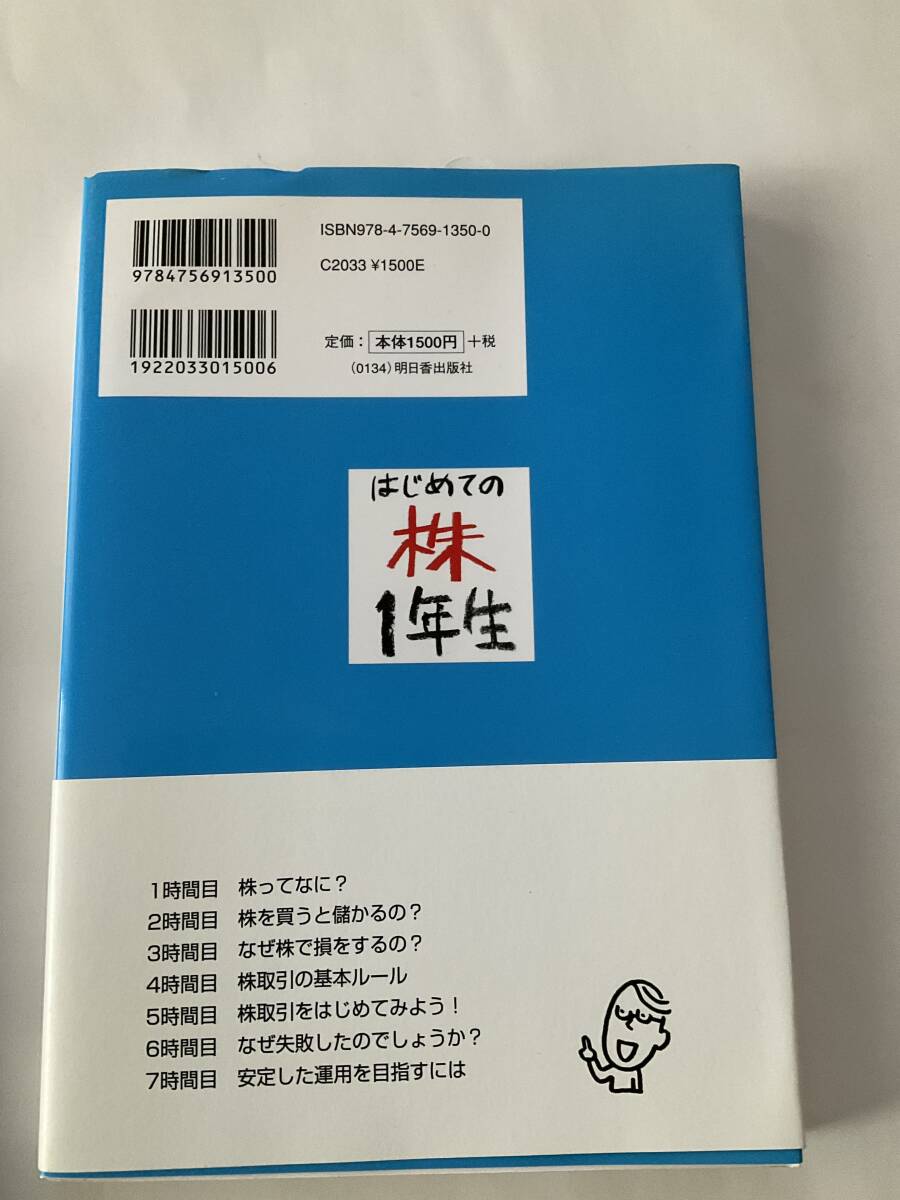 ISBN978-4-7569-1350-0
9784756913500
C2033 ¥1500E
1922033015006
定価： 本体1500円 +税
（0134）明日香出版社
はじめての
株
1年生
1時間目 株ってなに？
2時間目 株を買うと儲かるの？
3時間目 なぜ株で損をするの？
4時間目 株取引の基本ルール
5時間目 株取引をはじめてみよう！
6時間目 なぜ失敗したのでしょうか？
7時間目 安定した運用を目指すには